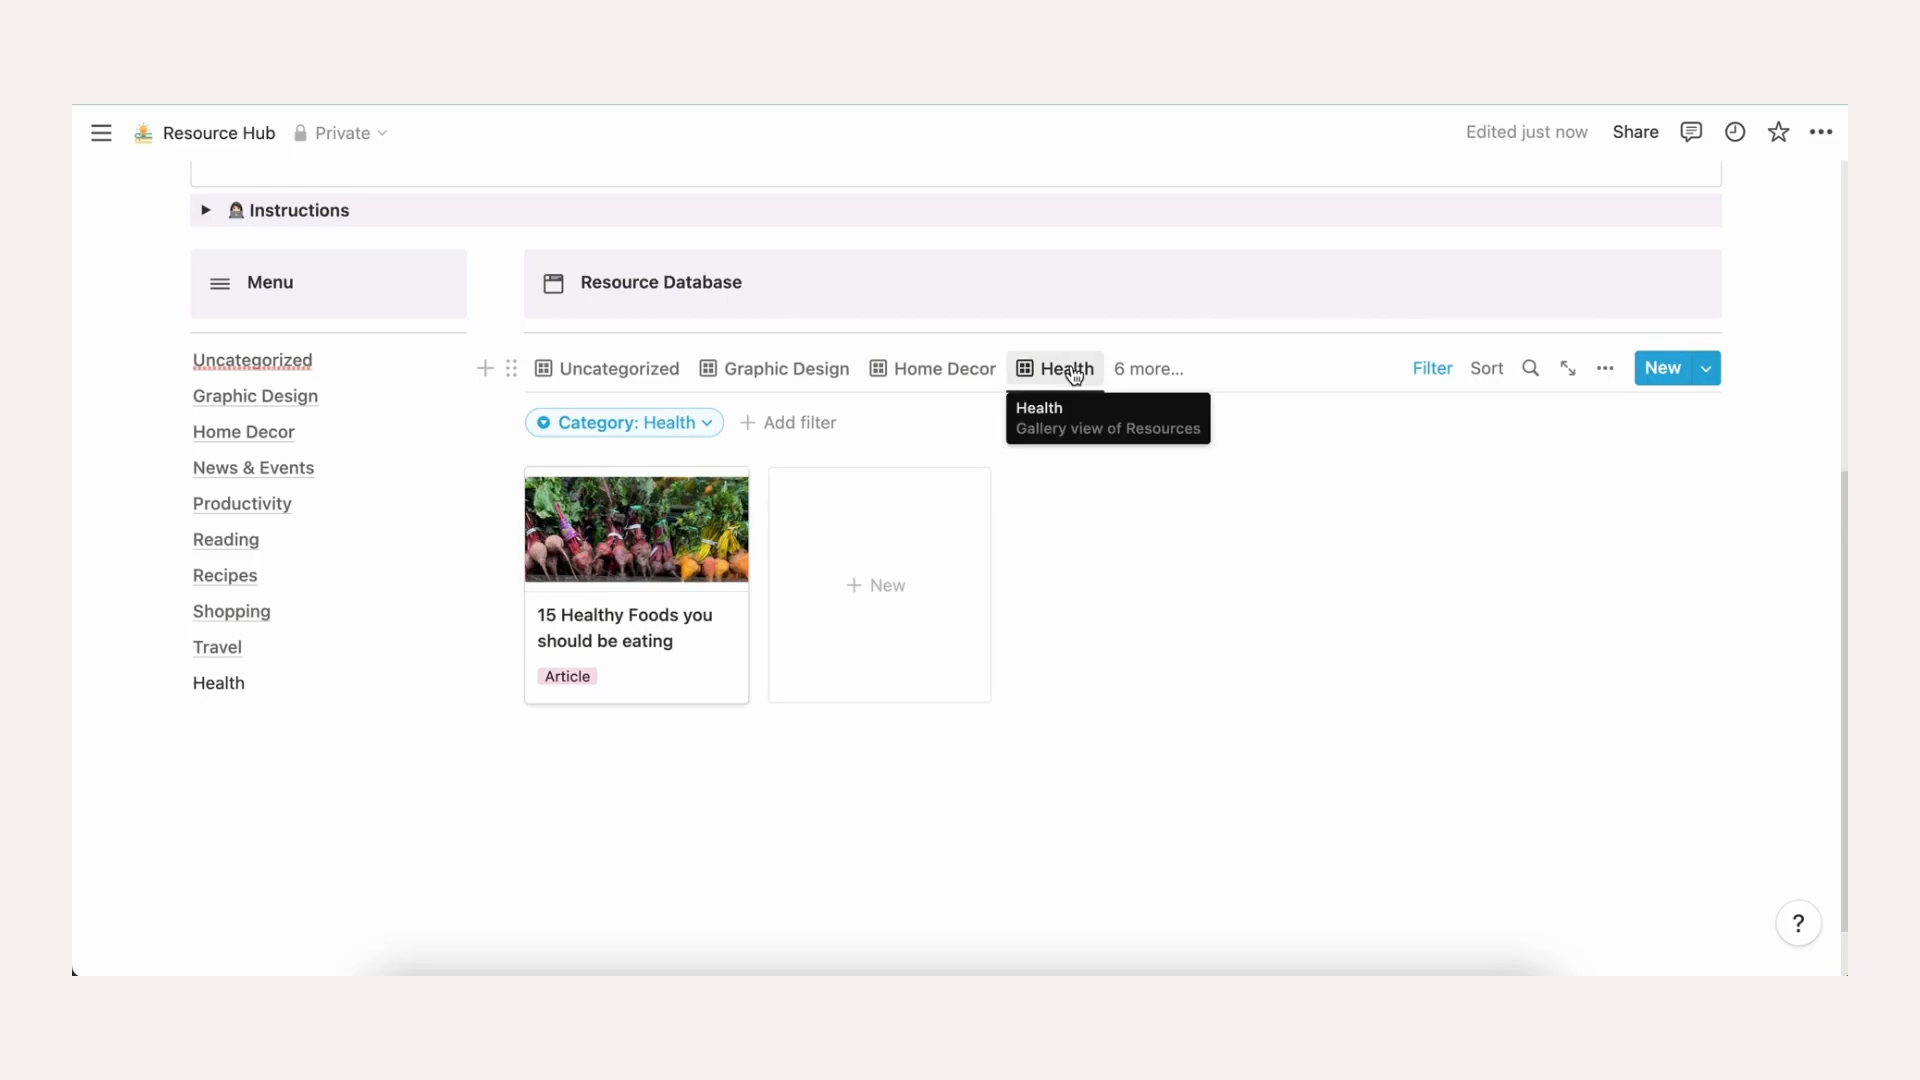 Resource Hub Private
Edited just now Share
Instructions
Menu
Resource Database
Uncategorized
Graphic Design
Home Decor
News & Events
Productivity
Reading
Recipes
Shopping
Travel
Health
Uncategorized Graphic Design Home Decor Health 6 more... Filter Sort New
Category: Health + Add filter
Health
Gallery view of Resources
15 Healthy Foods you
should be eating
Article
+ New
?